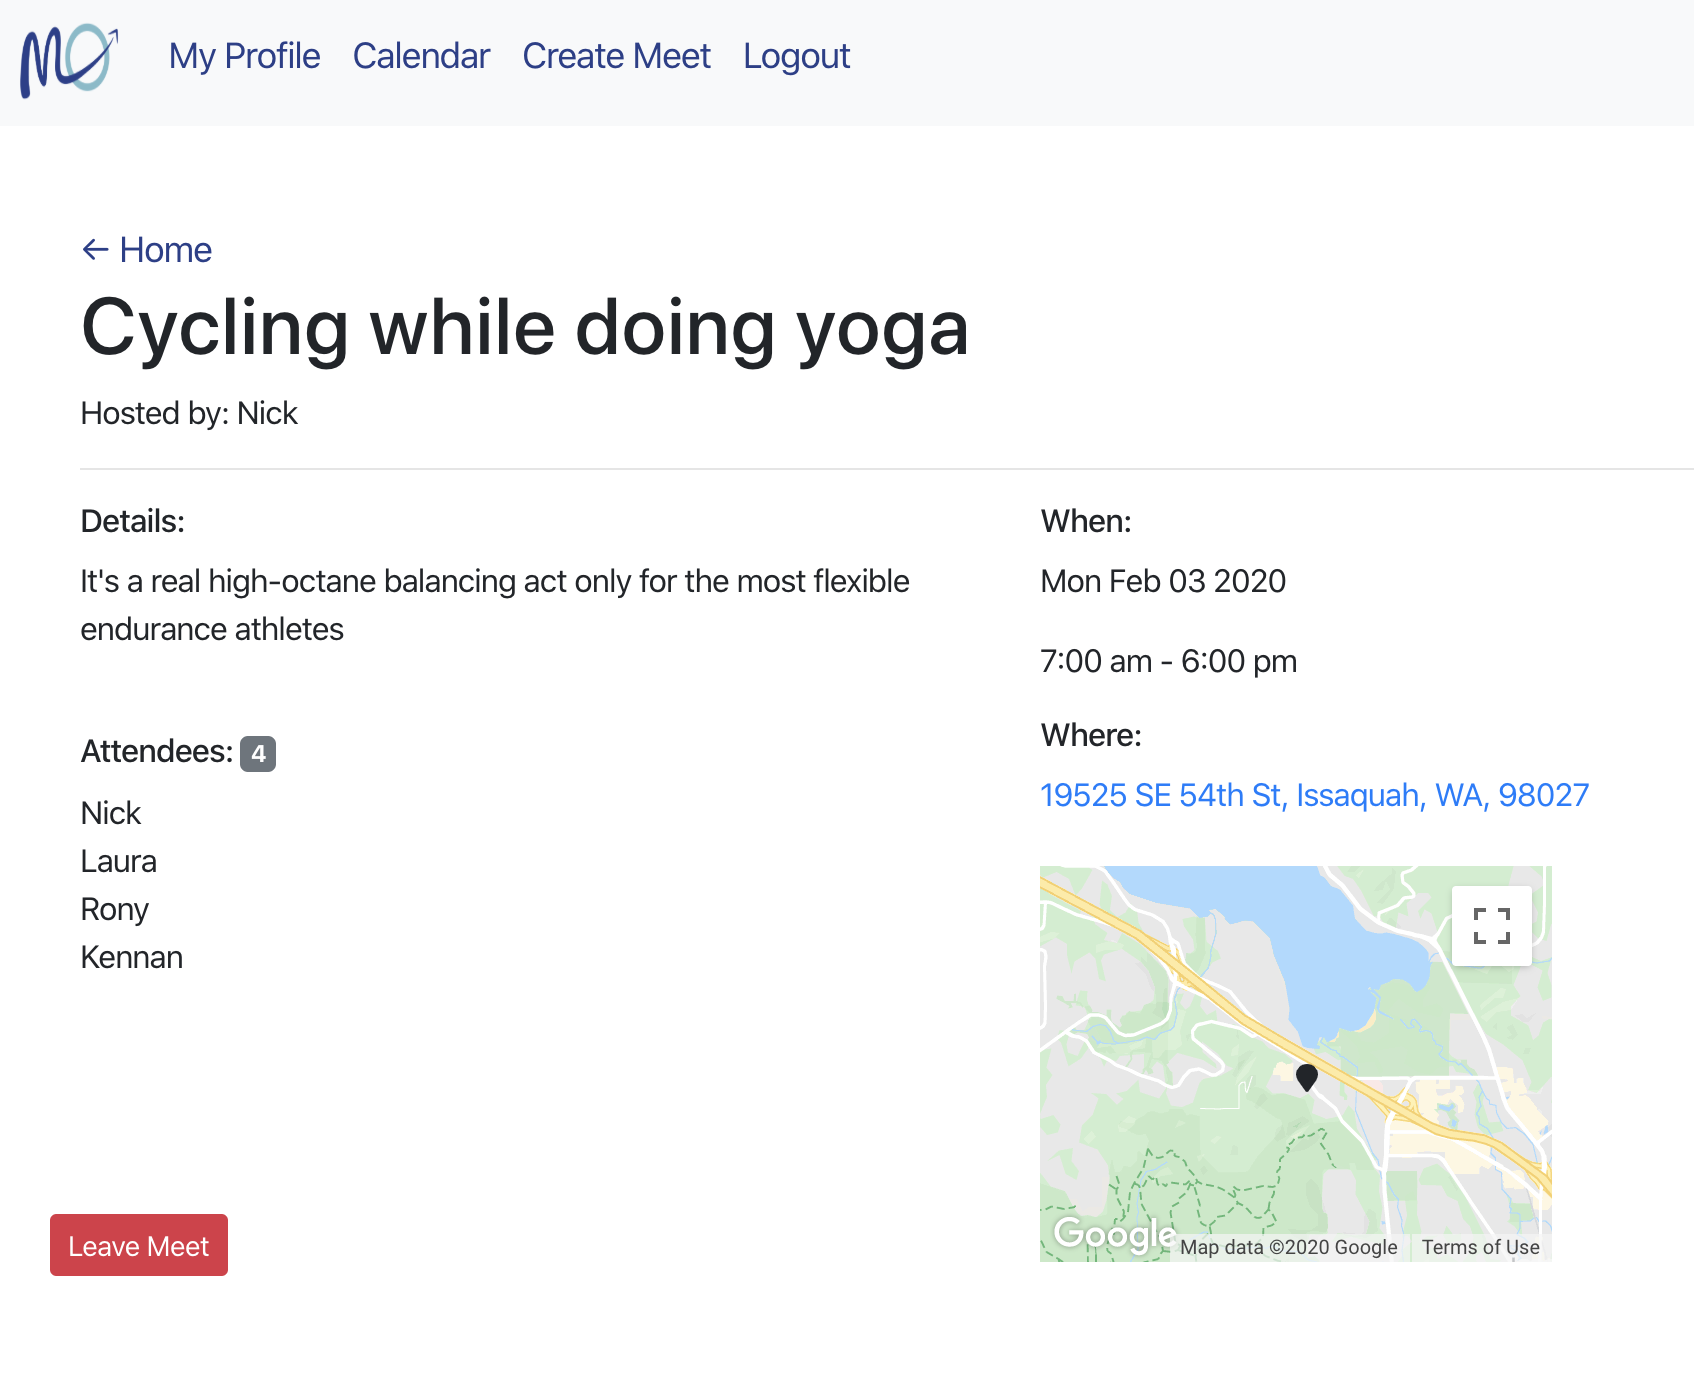 MO
My Profile Calendar Create Meet Logout
← Home
Cycling while doing yoga
Hosted by: Nick
Details:
It's a real high-octane balancing act only for the most flexible
endurance athletes
Attendees: 4
Nick
Laura
Rony
Kennan
Leave Meet
When:
Mon Feb 03 2020
7:00 am - 6:00 pm
Where:
19525 SE 54th St, Issaquah, WA, 98027
Google
Map data ©2020 Google Terms of Use